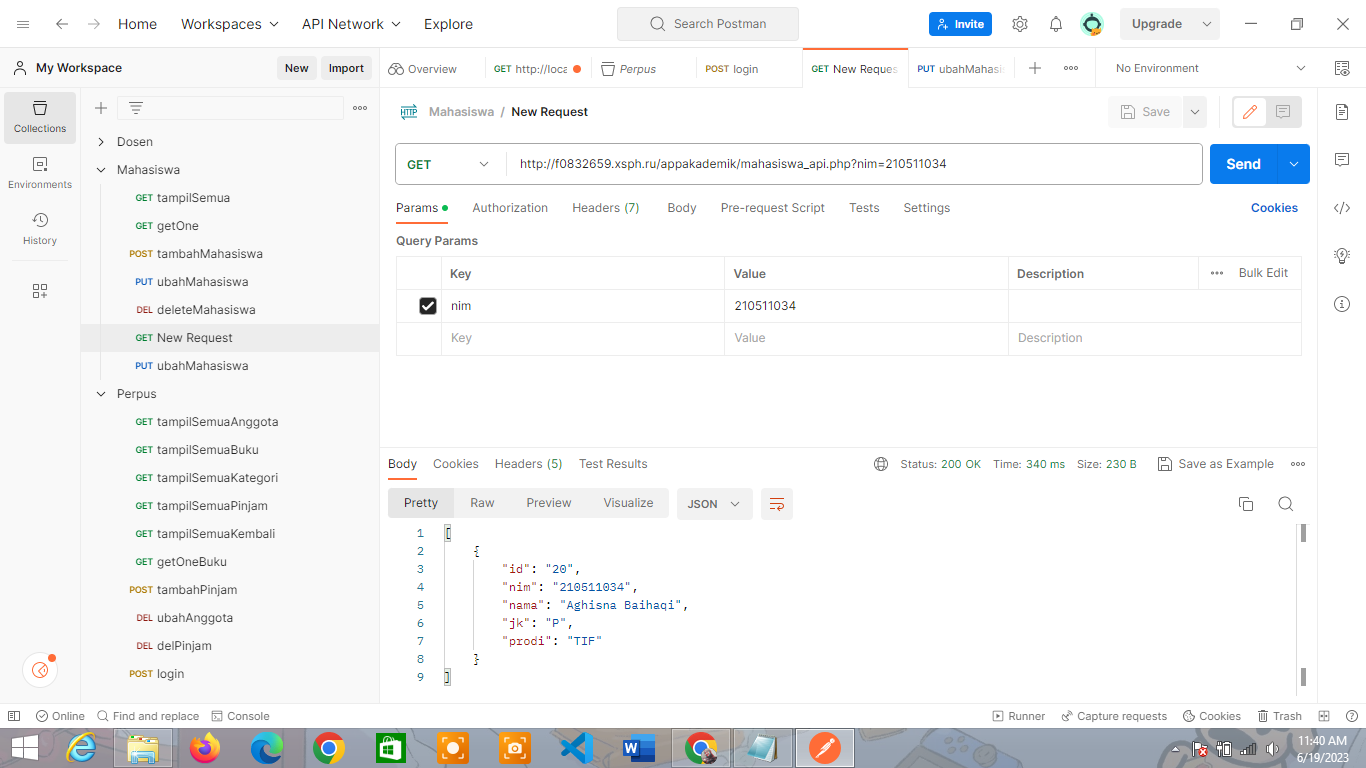 Home Workspaces API Network Explore Search Postman Invite Upgrade
My Workspace New Import Overview GET http://loca Perpus POST login GET New Reques PUT ubahMahasis No Environment
Collections
Environments
History
Dosen
Mahasiswa
GET tampilSemua
GET getOne
POST tambahMahasiswa
PUT ubahMahasiswa
DEL deleteMahasiswa
GET New Request
PUT ubahMahasiswa
Perpus
GET tampilSemuaAnggota
GET tampilSemuaBuku
GET tampilSemuaKategori
GET tampilSemuaPinjam
GET tampilSemuaKembali
GET getOneBuku
POST tambahPinjam
DEL ubahAnggota
DEL delPinjam
POST login
HTTP Mahasiswa / New Request Save
GET http://f0832659.xsph.ru/appakademik/mahasiswa_api.php?nim=210511034 Send
Params Authorization Headers (7) Body Pre-request Script Tests Settings Cookies
Query Params
Key Value Description Bulk Edit
nim 210511034
Key Value Description
Body Cookies Headers (5) Test Results Status: 200 OK Time: 340 ms Size: 230 B Save as Example
Pretty Raw Preview Visualize JSON
1 [
2 {
3 "id": "20",
4 "nim": "210511034",
5 "nama": "Aghisna Baihaqi",
6 "jk": "P",
7 "prodi": "TIF"
8 }
9 ]
Online Find and replace Console Runner Capture requests Cookies Trash
11:40 AM
6/19/2023